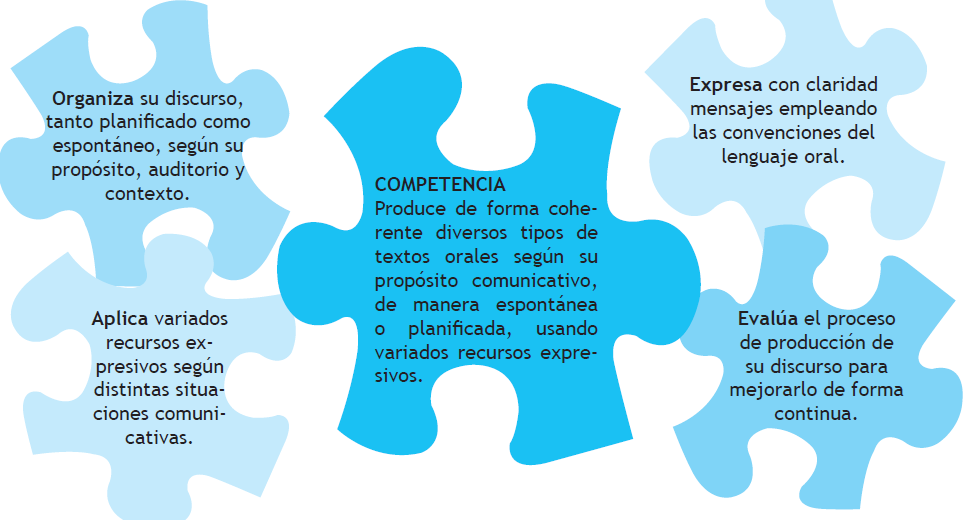 Organiza su discurso,
tanto planificado como
espontáneo, según su
propósito, auditorio y
contexto.
Aplica variados
recursos ex-
presivos según
distintas situa-
ciones comuni-
cativas.
COMPETENCIA
Produce de forma cohe-
rente diversos tipos de
textos orales según su
propósito comunicativo,
de manera espontánea
o planificada, usando
variados recursos expre-
sivos.
Expresa con claridad
mensajes empleando
las convenciones del
lenguaje oral.
Evalúa el proceso
de producción de
su discurso para
mejorarlo de forma
continua.